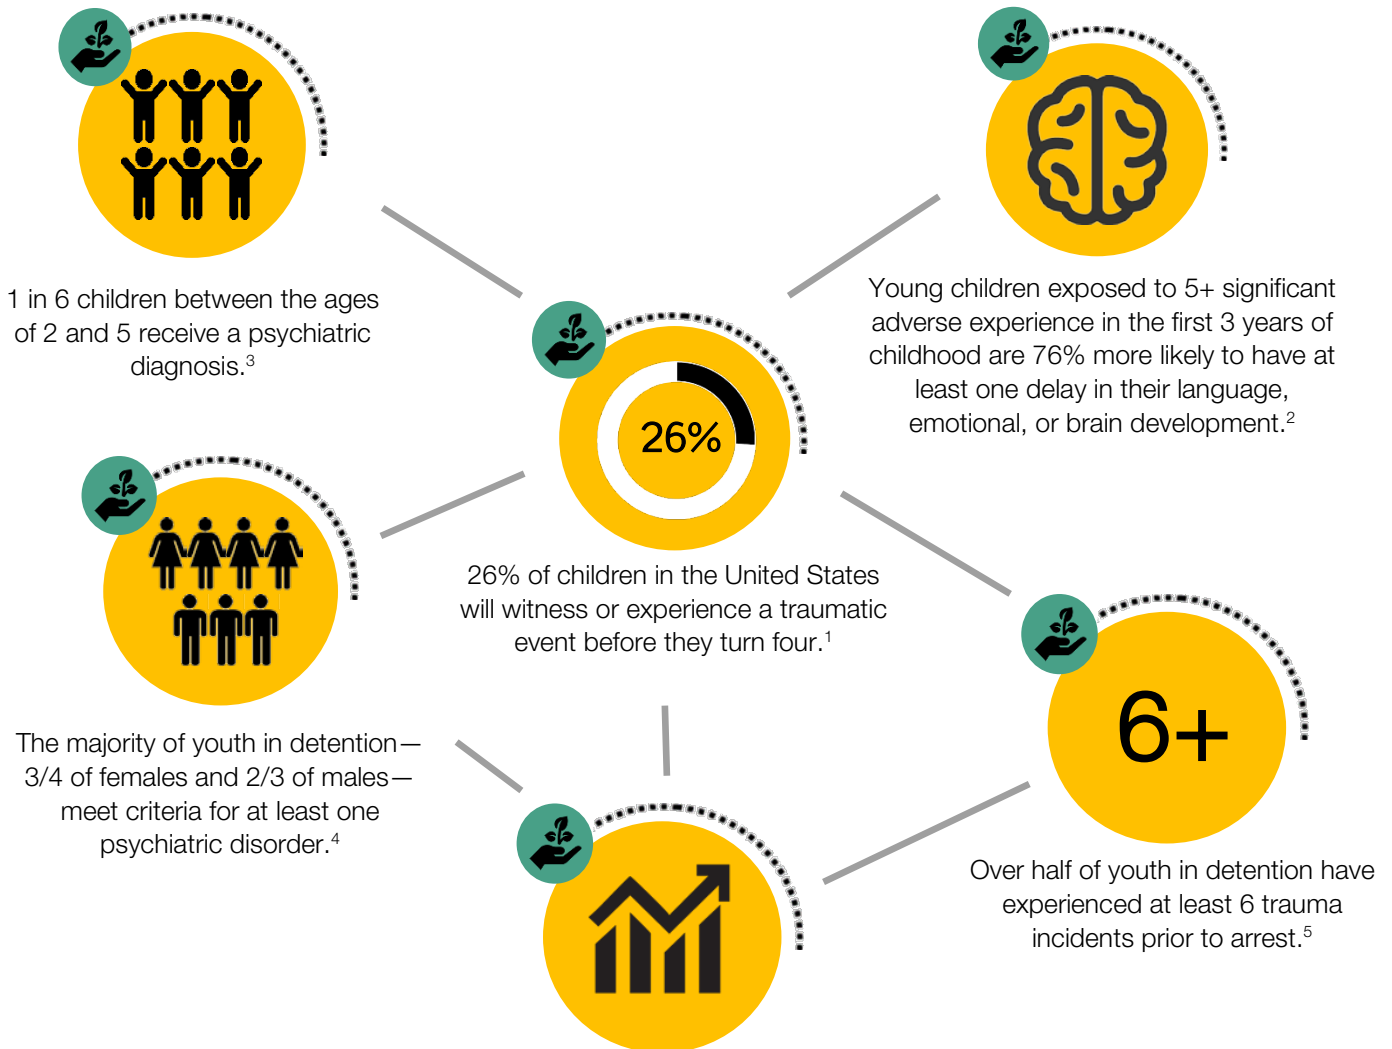 1 in 6 children between the ages
of 2 and 5 receive a psychiatric
diagnosis.3
Young children exposed to 5+ significant
adverse experience in the first 3 years of
childhood are 76% more likely to have at
least one delay in their language,
emotional, or brain development.2
26%
26% of children in the United States
will witness or experience a traumatic
event before they turn four.1
The majority of youth in detention—
3/4 of females and 2/3 of males—
meet criteria for at least one
psychiatric disorder.4
6+
Over half of youth in detention have
experienced at least 6 trauma
incidents prior to arrest.5